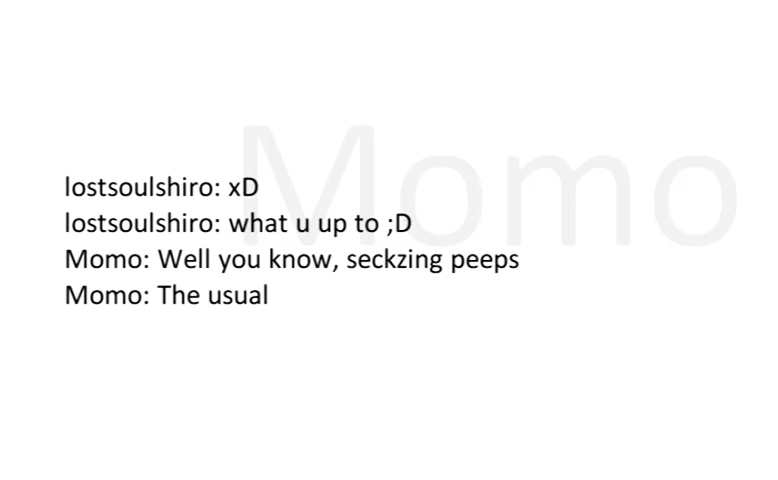 Momo
lostsoulshiro: xD
lostsoulshiro: what u up to ;D
Momo: Well you know, seckzing peeps
Momo: The usual